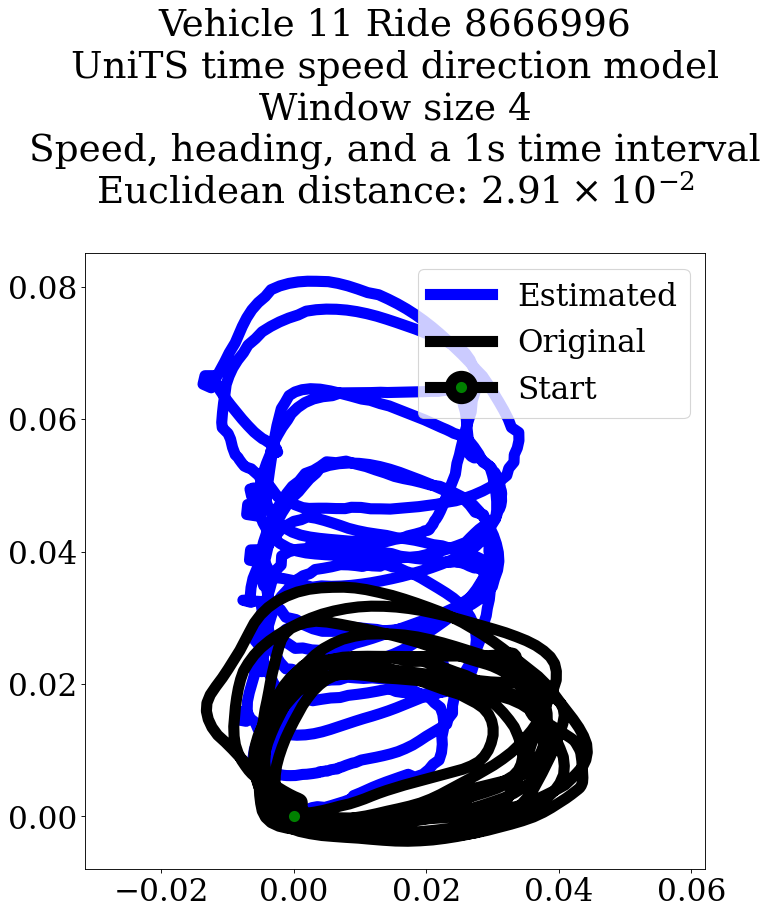 Vehicle 11 Ride 8666996
UniTS time speed direction model
Window size 4
Speed, heading, and a 1s time interval
Euclidean distance: 2.91 × 10⁻²
Estimated
Original
Start
0.08
0.06
0.04
0.02
0.00
−0.02 0.00 0.02 0.04 0.06